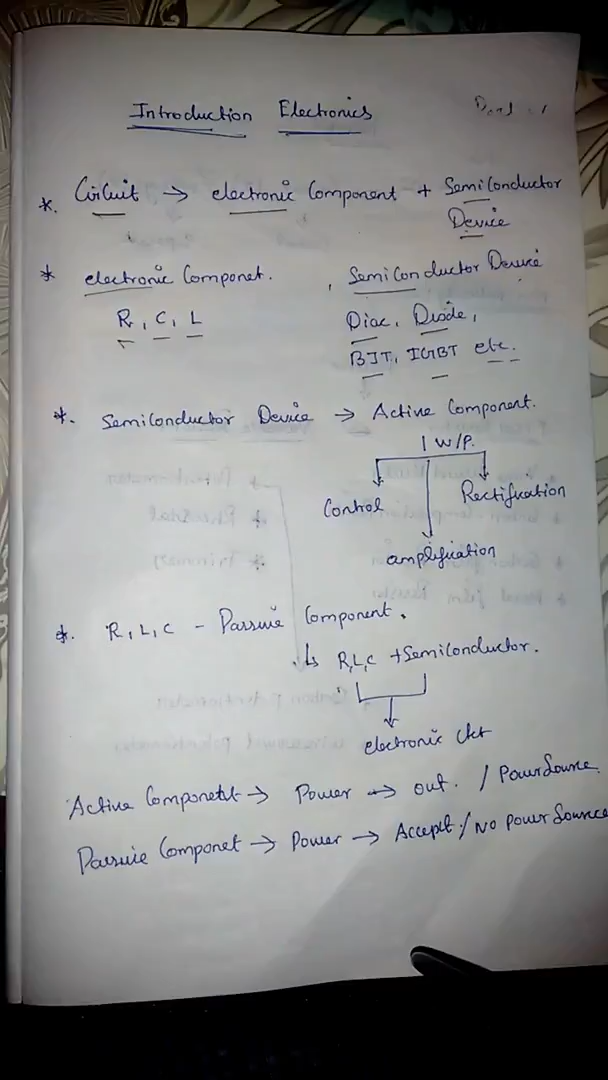 Introduction Electronics
*. Circuit → electronic Component + Semiconductor
Device
* electronic Componet. , Semiconductor Device
R, C, L Diac, Diode,
BJT, IGBT etc.
*. Semiconductor Device → Active Component.
W/P.
Control Rectification
amplification
*. R, L, C - Passive Component.
↳ R,L,C + Semiconductor.
electronic Ckt
Active Component → Power → out. / Power Source.
Passive Componet → Power → Accept / No power Source